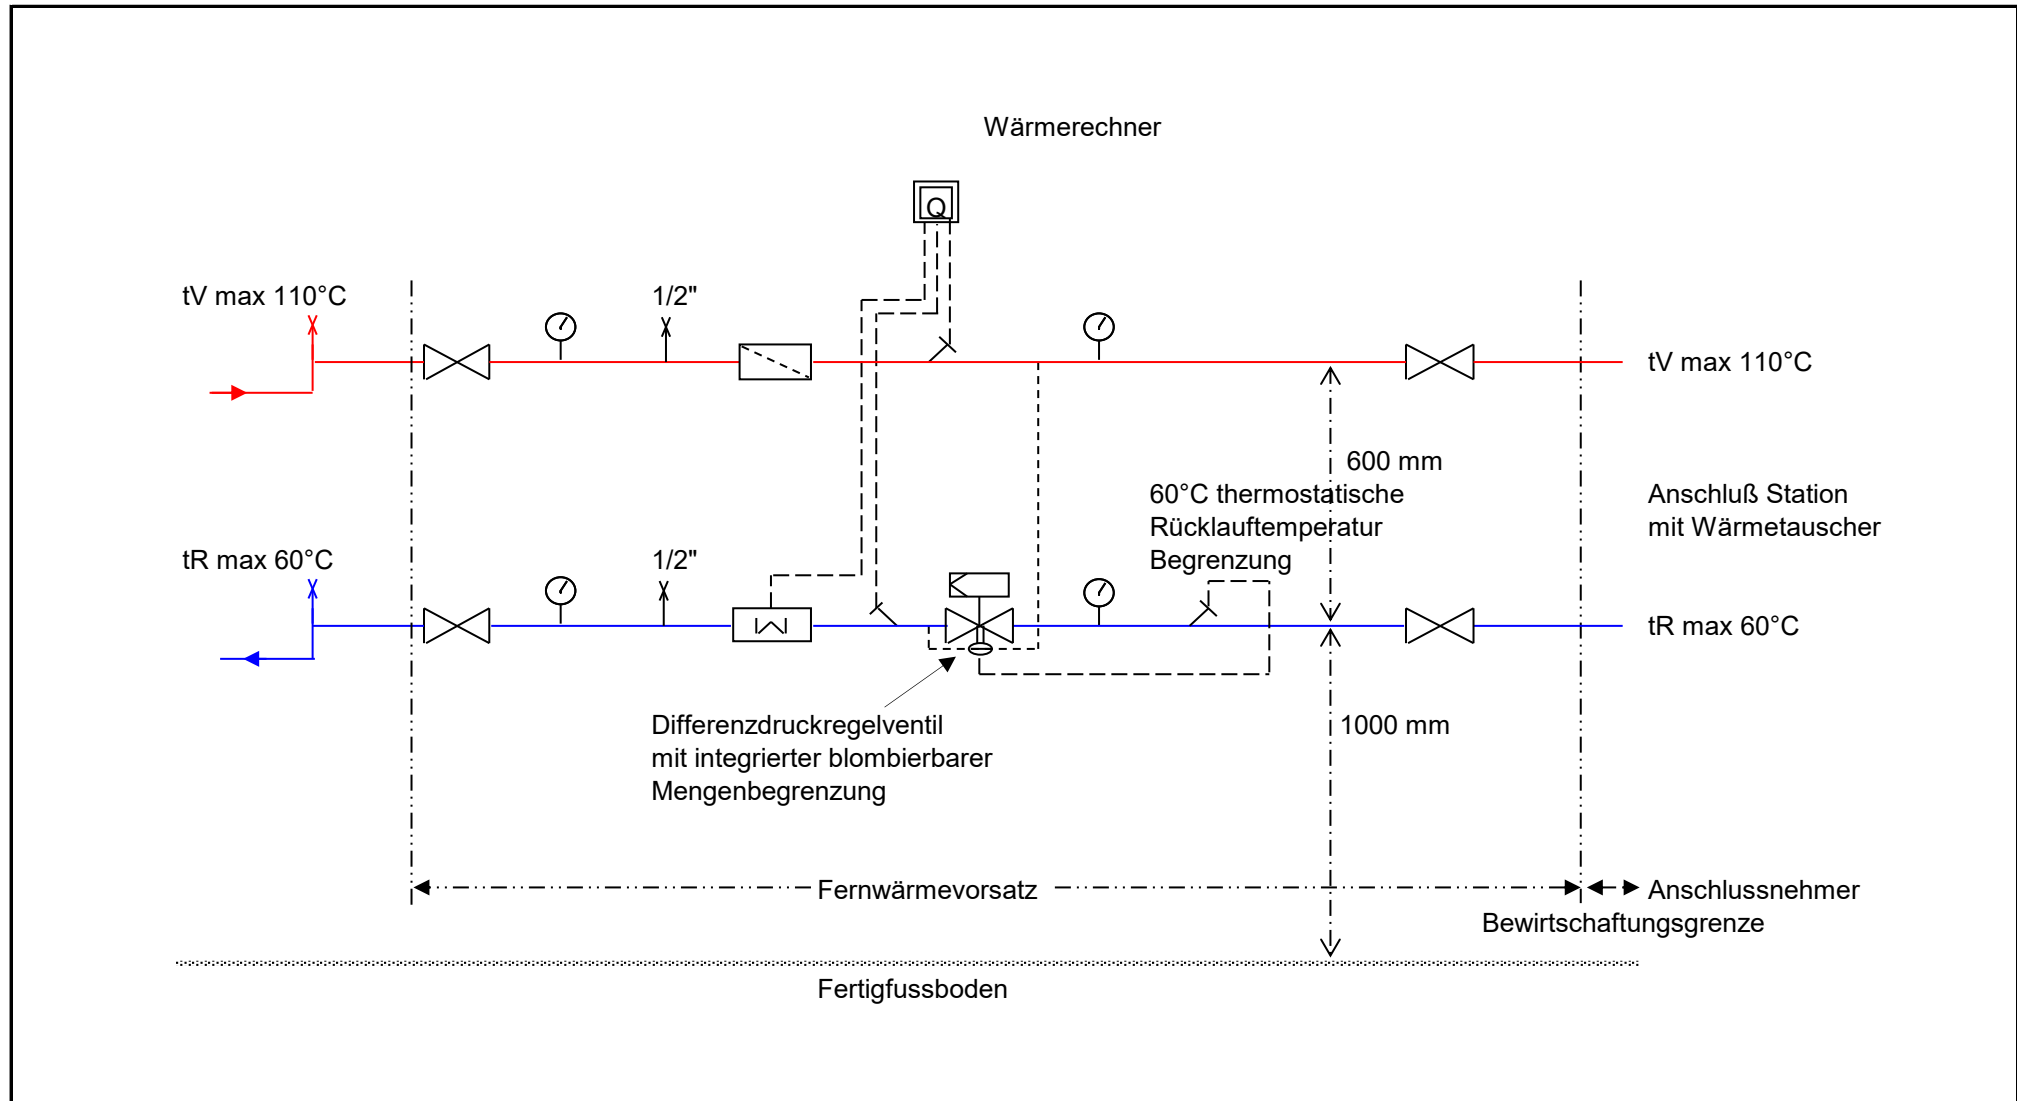 Wärmerechner
Q
tV max 110°C
1/2"
tV max 110°C
600 mm
60°C thermostatische
Rücklauftemperatur
Begrenzung
Anschluß Station
mit Wärmetauscher
tR max 60°C
1/2"
tR max 60°C
Differenzdruckregelventil
mit integrierter blombierbarer
Mengenbegrenzung
1000 mm
Fernwärmevorsatz
Anschlussnehmer
Bewirtschaftungsgrenze
Fertigfussboden